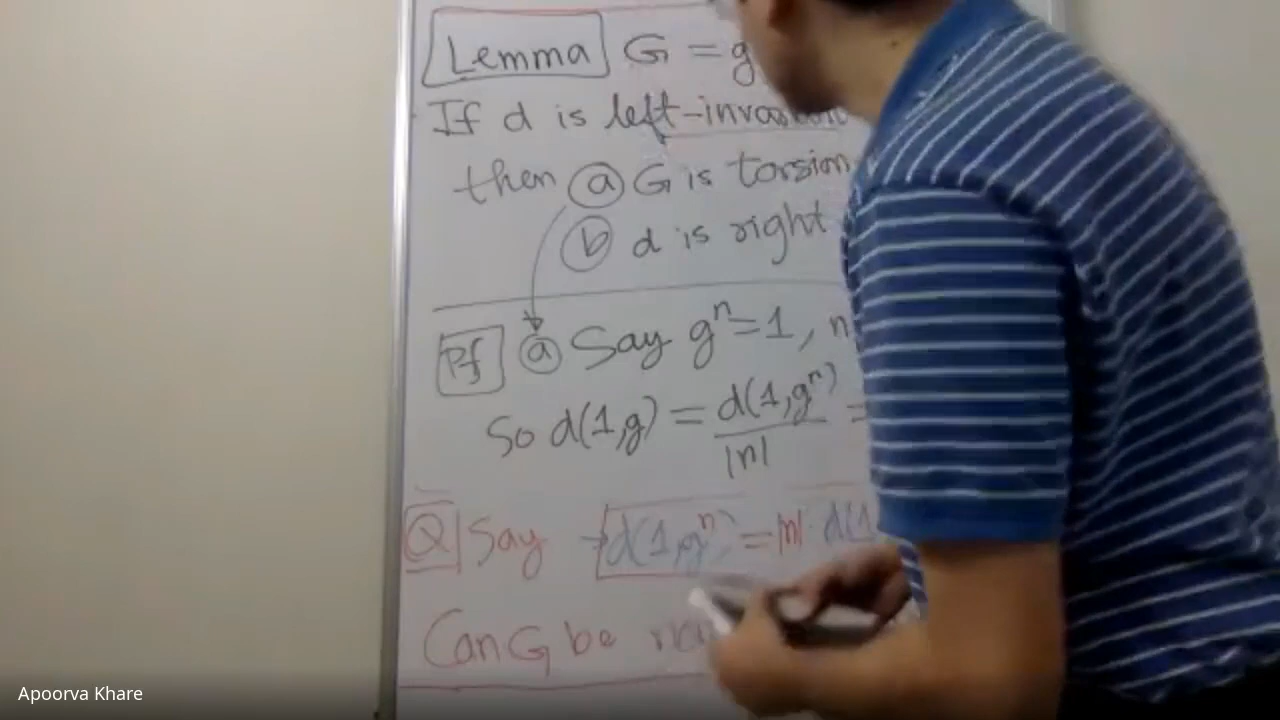 Lemma G = g
If d is left-invariant
then ⓐ G is torsion
ⓑ d is right
Pf ⓐ Say gⁿ=1, n
So d(1,g) = d(1,gⁿ)/|n| =
Q Say d(1,gⁿ) = |n| · d(1
Can G be
Apoorva Khare